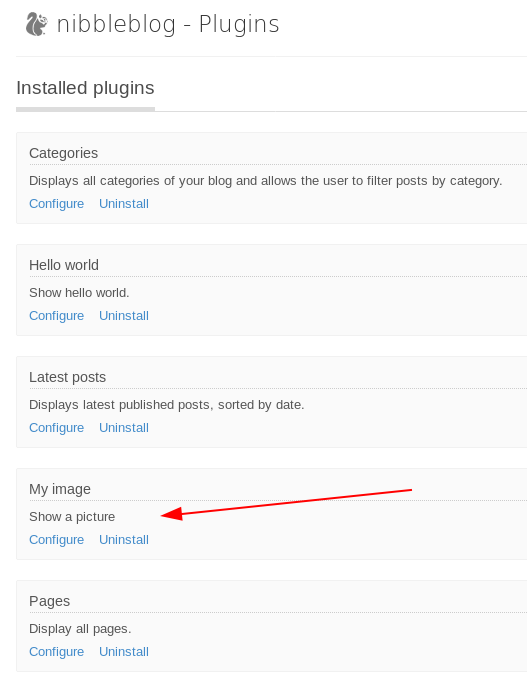 nibbleblog - Plugins
Installed plugins
Categories
Displays all categories of your blog and allows the user to filter posts by category.
Configure Uninstall
Hello world
Show hello world.
Configure Uninstall
Latest posts
Displays latest published posts, sorted by date.
Configure Uninstall
My image
Show a picture
Configure Uninstall
Pages
Display all pages.
Configure Uninstall